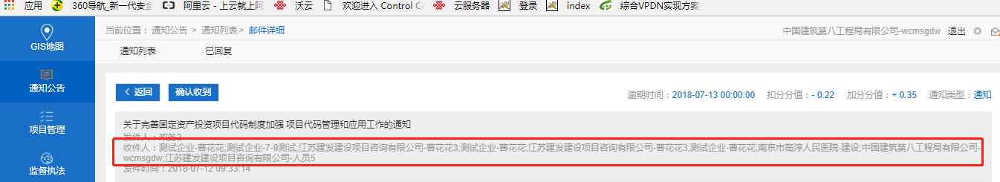 应用 360导航_新一代安全 阿里云 - 上云就上阿 沃云 欢迎进入 Control Ce 云服务器 登录 index 综合VPDN实现方案
GIS地图
通知公告
项目管理
监督执法
当前位置： 通知公告 > 通知列表 > 邮件详细
中国建筑第八工程局有限公司-wcmsgdw 退出
通知列表 已回复
返回 确认收到
逾期时间：2018-07-13 00:00:00 扣分分值：- 0.22 加分分值：+ 0.35 通知类型：通知
关于完善固定资产投资项目代码制度加强 项目代码管理和应用工作的通知
发件人：政务2
收件人：测试企业-曹花花;测试企业-7-9测试;江苏建发建设项目咨询有限公司-曹花花3;测试企业-曹花花;江苏建发建设项目咨询有限公司-曹花花3;测试企业-曹花花;南京市高淳人民医院-建设;中国建筑第八工程局有限公司-
wcmsgdw;江苏建发建设项目咨询有限公司-人员5
发件时间：2018-07-12 09:33:14